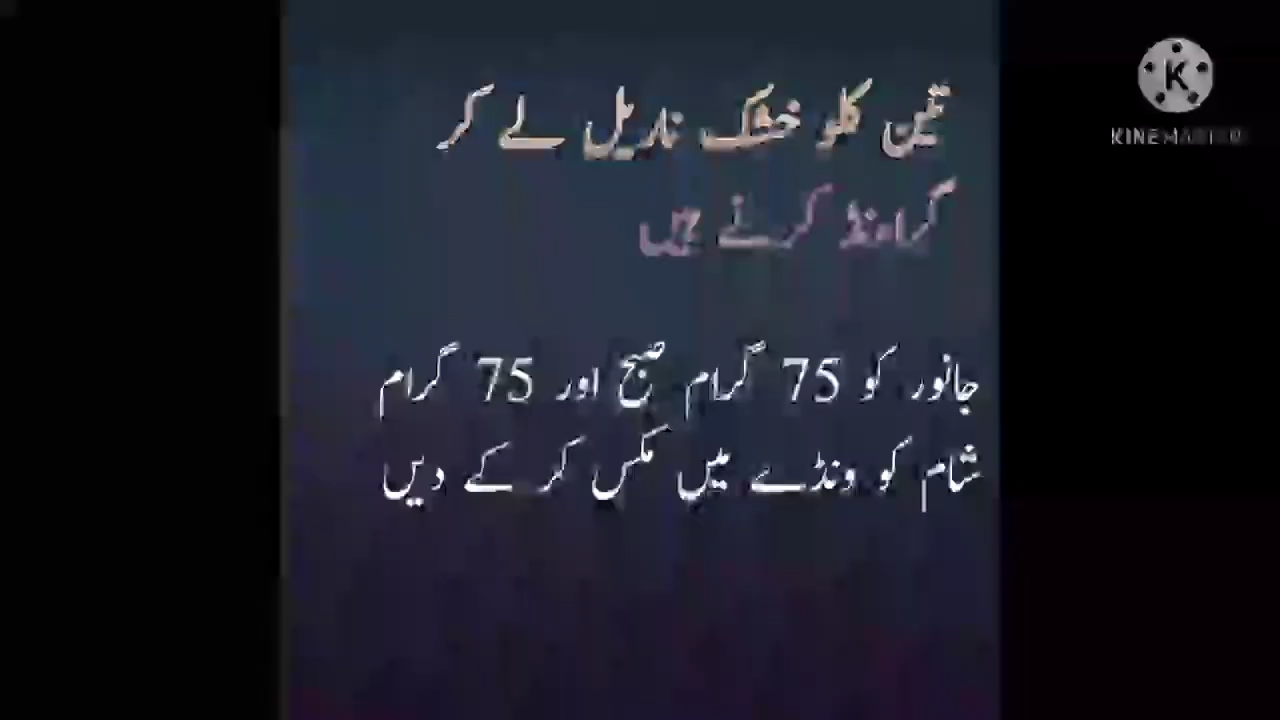 تین کلو خشک ناریل لے کر
گراءنڈ کرنے ہیں
جانور کو 75 گرام صبح اور 75 گرام
شام کو ونڈے میں مکس کر کے دیں
K
KINEMASTER